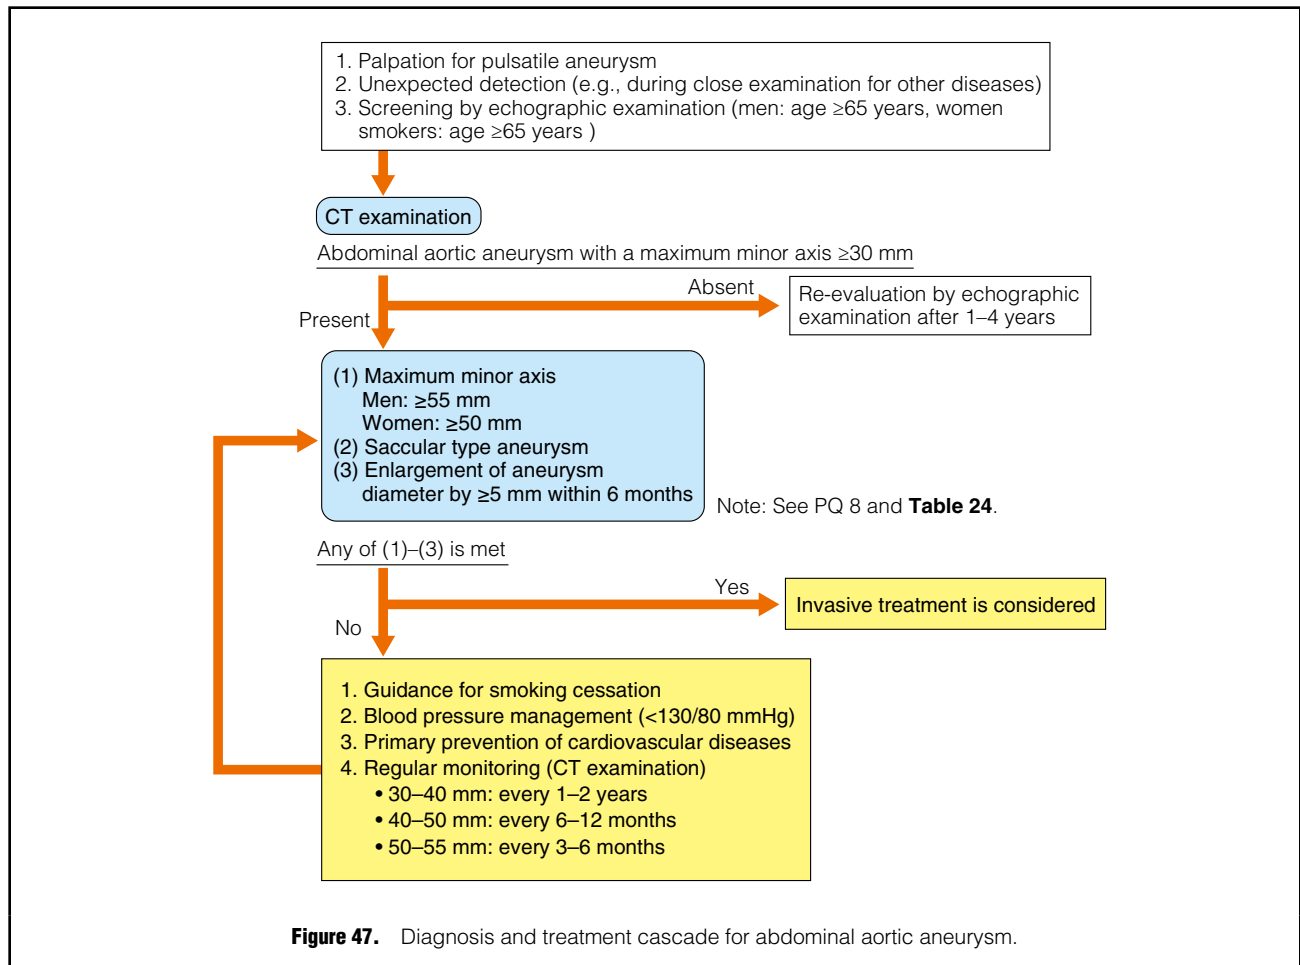 1. Palpation for pulsatile aneurysm
2. Unexpected detection (e.g., during close examination for other diseases)
3. Screening by echographic examination (men: age ≥65 years, women
smokers: age ≥65 years )
CT examination
Abdominal aortic aneurysm with a maximum minor axis ≥30 mm
Absent
Re-evaluation by echographic
examination after 1–4 years
Present
(1) Maximum minor axis
Men: ≥55 mm
Women: ≥50 mm
(2) Saccular type aneurysm
(3) Enlargement of aneurysm
diameter by ≥5 mm within 6 months
Note: See PQ 8 and Table 24.
Any of (1)–(3) is met
Yes
Invasive treatment is considered
No
1. Guidance for smoking cessation
2. Blood pressure management (<130/80 mmHg)
3. Primary prevention of cardiovascular diseases
4. Regular monitoring (CT examination)
• 30–40 mm: every 1–2 years
• 40–50 mm: every 6–12 months
• 50–55 mm: every 3–6 months
Figure 47. Diagnosis and treatment cascade for abdominal aortic aneurysm.